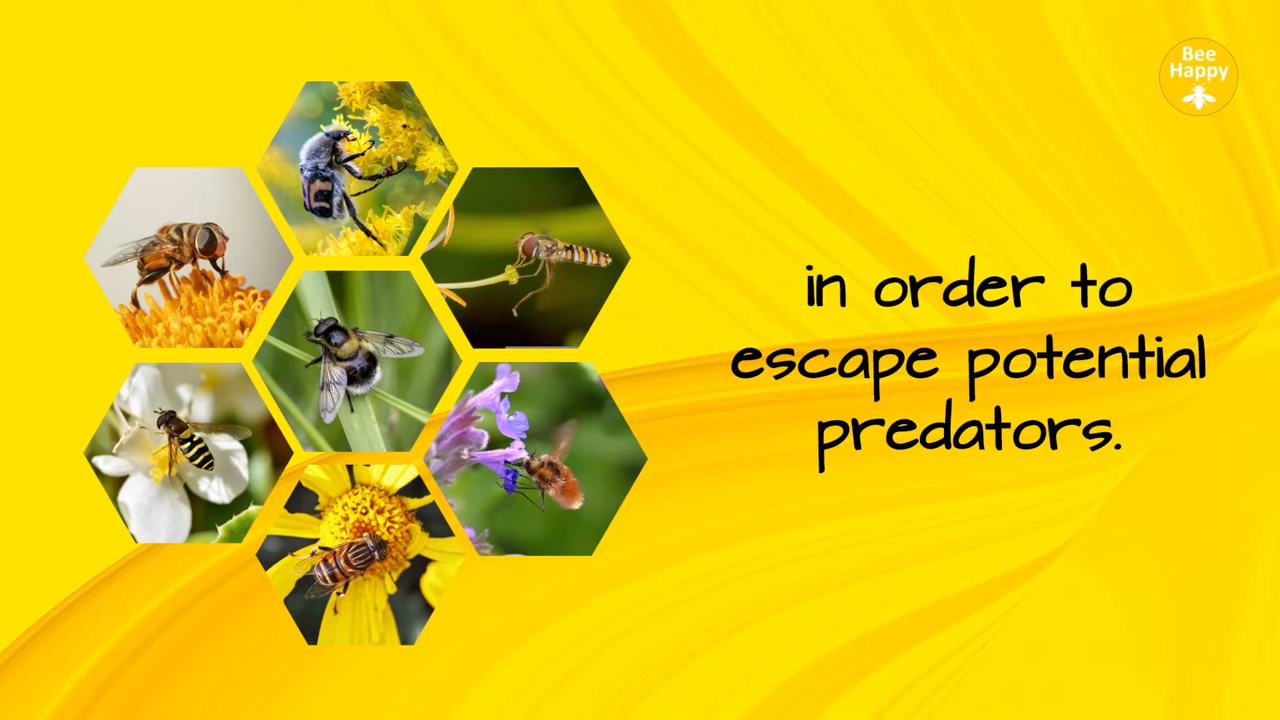 Bee
Happy
in order to
escape potential
predators.